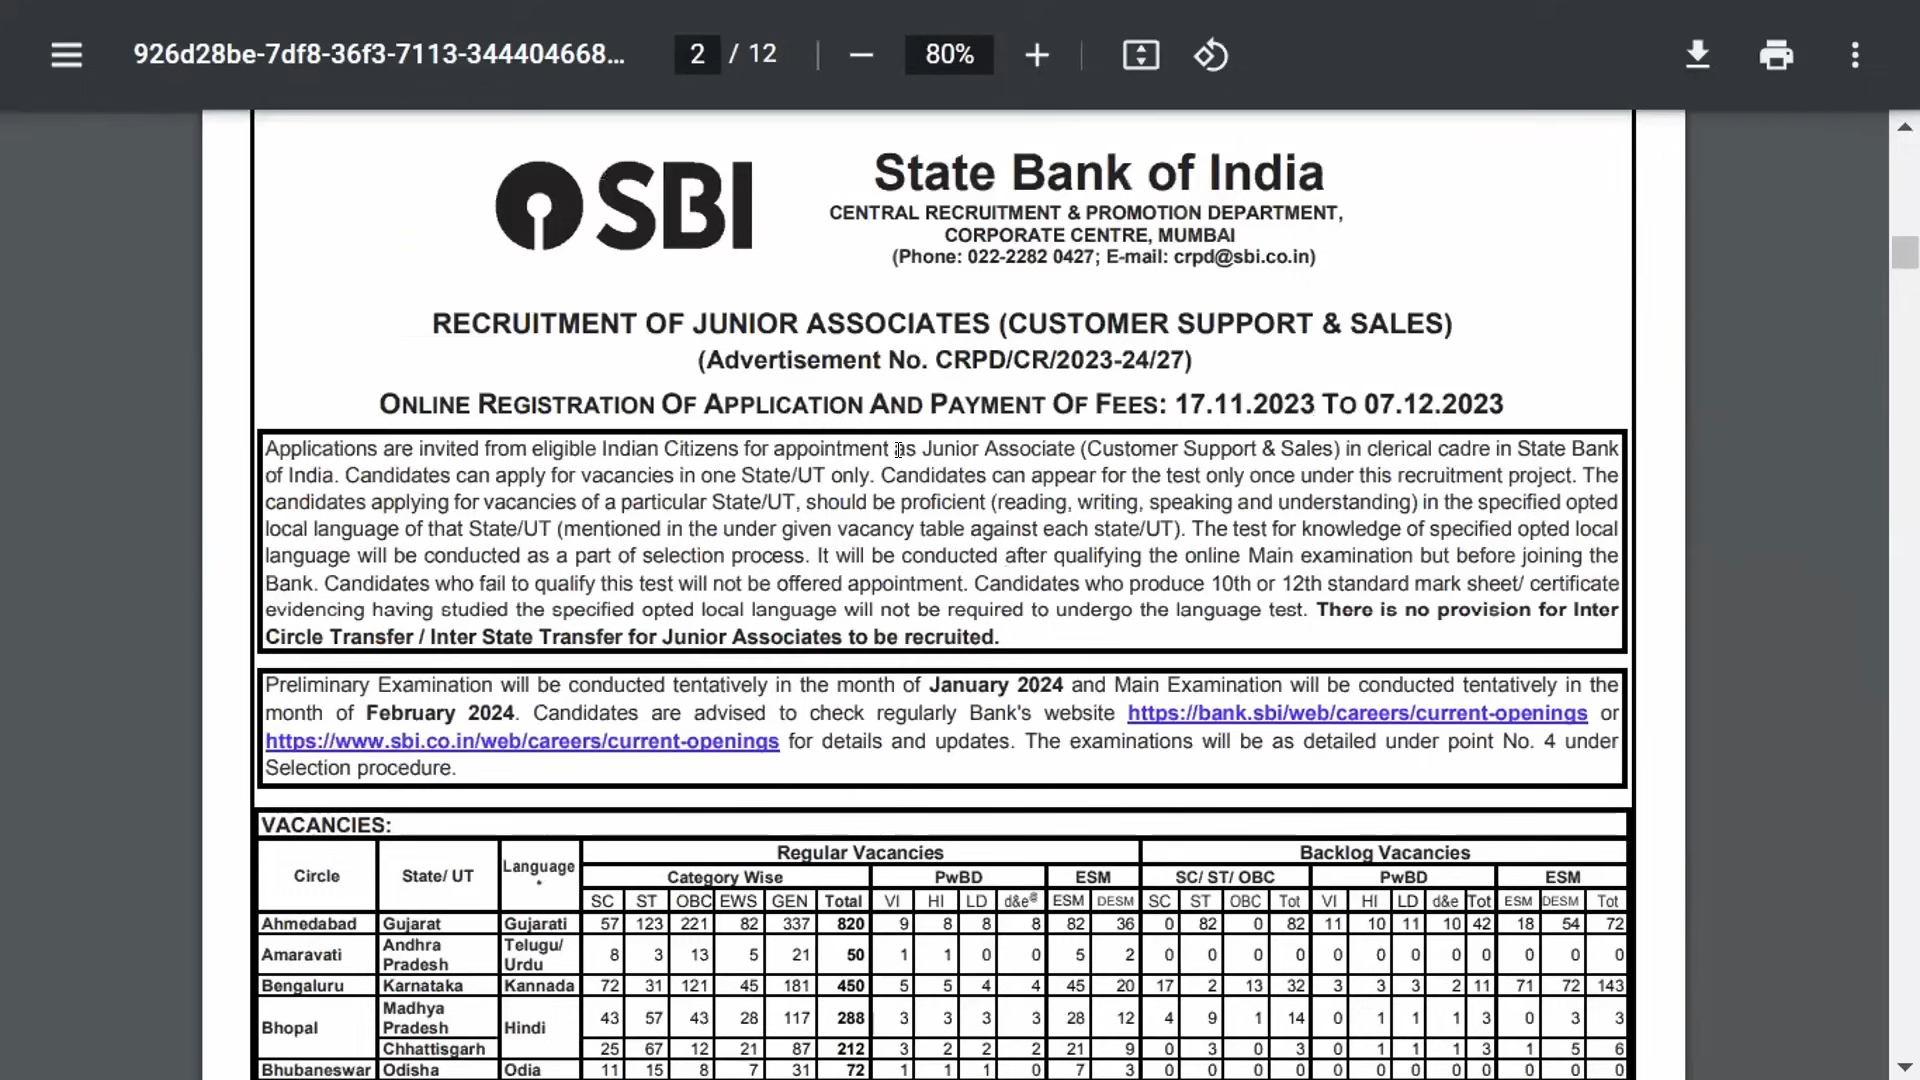 926d28be-7df8-36f3-7113-344404668... 2 / 12 80%
SBI
State Bank of India
CENTRAL RECRUITMENT & PROMOTION DEPARTMENT,
CORPORATE CENTRE, MUMBAI
(Phone: 022-2282 0427; E-mail: crpd@sbi.co.in)
RECRUITMENT OF JUNIOR ASSOCIATES (CUSTOMER SUPPORT & SALES)
(Advertisement No. CRPD/CR/2023-24/27)
ONLINE REGISTRATION OF APPLICATION AND PAYMENT OF FEES: 17.11.2023 TO 07.12.2023
Applications are invited from eligible Indian Citizens for appointment as Junior Associate (Customer Support & Sales) in clerical cadre in State Bank
of India. Candidates can apply for vacancies in one State/UT only. Candidates can appear for the test only once under this recruitment project. The
candidates applying for vacancies of a particular State/UT, should be proficient (reading, writing, speaking and understanding) in the specified opted
local language of that State/UT (mentioned in the under given vacancy table against each state/UT). The test for knowledge of specified opted local
language will be conducted as a part of selection process. It will be conducted after qualifying the online Main examination but before joining the
Bank. Candidates who fail to qualify this test will not be offered appointment. Candidates who produce 10th or 12th standard mark sheet/ certificate
evidencing having studied the specified opted local language will not be required to undergo the language test. There is no provision for Inter
Circle Transfer / Inter State Transfer for Junior Associates to be recruited.
Preliminary Examination will be conducted tentatively in the month of January 2024 and Main Examination will be conducted tentatively in the
month of February 2024. Candidates are advised to check regularly Bank's website https://bank.sbi/web/careers/current-openings or
https://www.sbi.co.in/web/careers/current-openings for details and updates. The examinations will be as detailed under point No. 4 under
Selection procedure.
VACANCIES:
Circle State/ UT Language * Regular Vacancies Backlog Vacancies
Category Wise PwBD ESM SC/ ST/ OBC PwBD ESM
SC ST OBC EWS GEN Total VI HI LD d&e@ ESM DESM SC ST OBC Tot VI HI LD d&e Tot ESM DESM Tot
Ahmedabad Gujarat Gujarati 57 123 221 82 337 820 9 8 8 8 82 36 0 82 0 82 11 10 11 10 42 18 54 72
Amaravati Andhra Pradesh Telugu/ Urdu 8 3 13 5 21 50 1 1 0 0 5 2 0 0 0 0 0 0 0 0 0 0 0 0
Bengaluru Karnataka Kannada 72 31 121 45 181 450 5 5 4 4 45 20 17 2 13 32 3 3 3 2 11 71 72 143
Bhopal Madhya Pradesh Hindi 43 57 43 28 117 288 3 3 3 3 28 12 4 9 1 14 0 1 1 1 3 0 3 3
Chhattisgarh 25 67 12 21 87 212 3 2 2 2 21 9 0 3 0 3 0 1 1 1 3 1 5 6
Bhubaneswar Odisha Odia 11 15 8 7 31 72 1 1 1 0 7 3 0 0 0 0 0 0 0 0 0 0 0 0